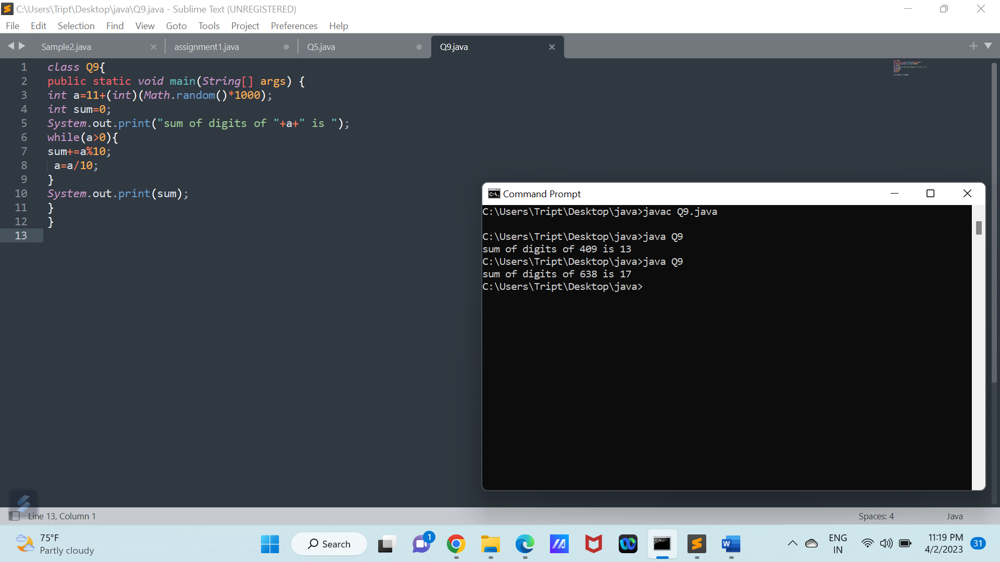 C:\Users\Tript\Desktop\java\Q9.java - Sublime Text (UNREGISTERED)
File Edit Selection Find View Goto Tools Project Preferences Help
Sample2.java assignment1.java Q5.java Q9.java
1 class Q9{
2 public static void main(String[] args) {
3 int a=11+(int)(Math.random()*1000);
4 int sum=0;
5 System.out.print("sum of digits of "+a+" is ");
6 while(a>0){
7 sum+=a%10;
8 a=a/10;
9 }
10 System.out.print(sum);
11 }
12 }
13
Command Prompt
C:\Users\Tript\Desktop\java>javac Q9.java
C:\Users\Tript\Desktop\java>java Q9
sum of digits of 409 is 13
C:\Users\Tript\Desktop\java>java Q9
sum of digits of 638 is 17
C:\Users\Tript\Desktop\java>
Line 13, Column 1 Spaces: 4 Java
75°F
Partly cloudy
Search
1
ENG
IN
11:19 PM
4/2/2023
31